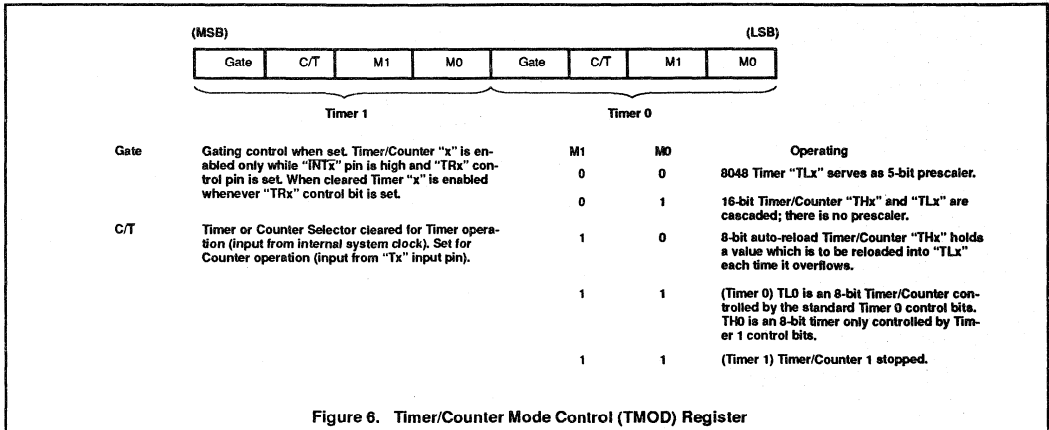 (MSB) (LSB)
Gate C/T̅ M1 M0 Gate C/T̅ M1 M0
Timer 1 Timer 0
Gate Gating control when set. Timer/Counter “x” is en-
abled only while “I̅N̅T̅x̅” pin is high and “TRx” con-
trol pin is set. When cleared Timer “x” is enabled
whenever “TRx” control bit is set.
C/T̅ Timer or Counter Selector cleared for Timer opera-
tion (input from internal system clock). Set for
Counter operation (input from “Tx” input pin).
M1 M0 Operating
0 0 8048 Timer “TLx” serves as 5-bit prescaler.
0 1 16-bit Timer/Counter “THx” and “TLx” are
cascaded; there is no prescaler.
1 0 8-bit auto-reload Timer/Counter “THx” holds
a value which is to be reloaded into “TLx”
each time it overflows.
1 1 (Timer 0) TL0 is an 8-bit Timer/Counter con-
trolled by the standard Timer 0 control bits.
TH0 is an 8-bit timer only controlled by Tim-
er 1 control bits.
1 1 (Timer 1) Timer/Counter 1 stopped.
Figure 6. Timer/Counter Mode Control (TMOD) Register